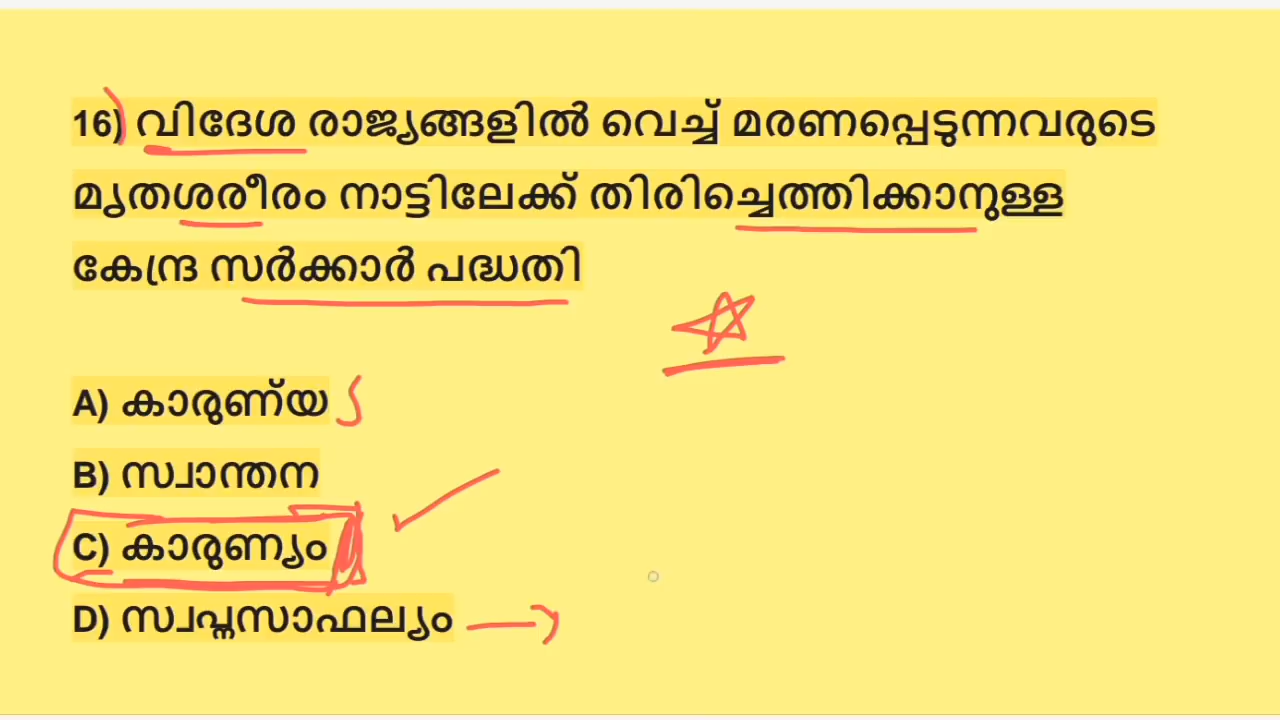 16) വിദേശ രാജ്യങ്ങളിൽ വെച്ച് മരണപ്പെടുന്നവരുടെ
മൃതശരീരം നാട്ടിലേക്ക് തിരിച്ചെത്തിക്കാനുള്ള
കേന്ദ്ര സർക്കാർ പദ്ധതി
A) കാരുണ്‌യ
B) സ്വാന്തന
C) കാരുണ്യം
D) സ്വപ്നസാഫല്യം